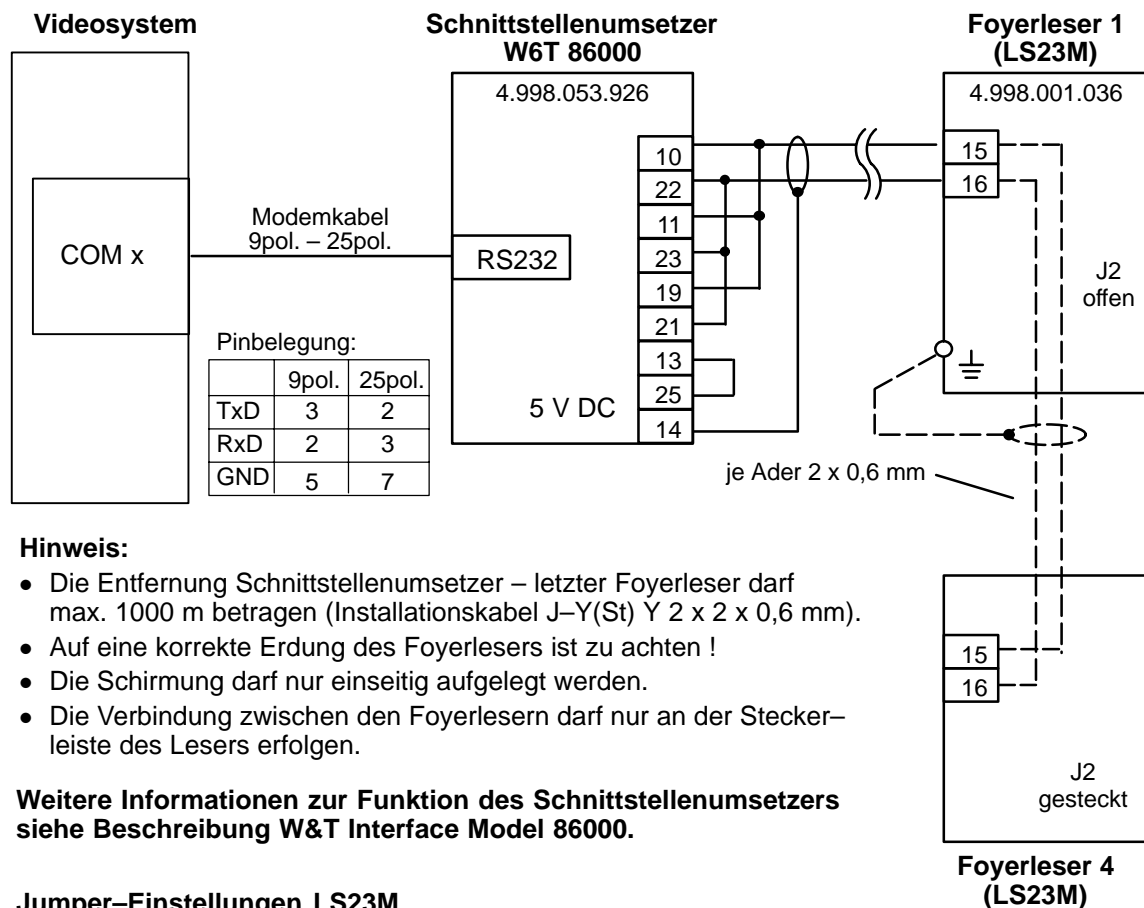 Videosystem
Schnittstellenumsetzer
W6T 86000
Foyerleser 1
(LS23M)
4.998.053.926
4.998.001.036
10
22
11
23
19
21
13
25
14
15
16
COM x
Modemkabel
9pol. – 25pol.
RS232
J2
offen
Pinbelegung:
9pol. 25pol.
TxD 3 2
RxD 2 3
GND 5 7
5 V DC
je Ader 2 x 0,6 mm
Hinweis:
• Die Entfernung Schnittstellenumsetzer – letzter Foyerleser darf
max. 1000 m betragen (Installationskabel J–Y(St) Y 2 x 2 x 0,6 mm).
• Auf eine korrekte Erdung des Foyerlesers ist zu achten !
• Die Schirmung darf nur einseitig aufgelegt werden.
• Die Verbindung zwischen den Foyerlesern darf nur an der Stecker–
leiste des Lesers erfolgen.
15
16
J2
gesteckt
Weitere Informationen zur Funktion des Schnittstellenumsetzers
siehe Beschreibung W&T Interface Model 86000.
Foyerleser 4
(LS23M)
Jumper–Einstellungen LS23M